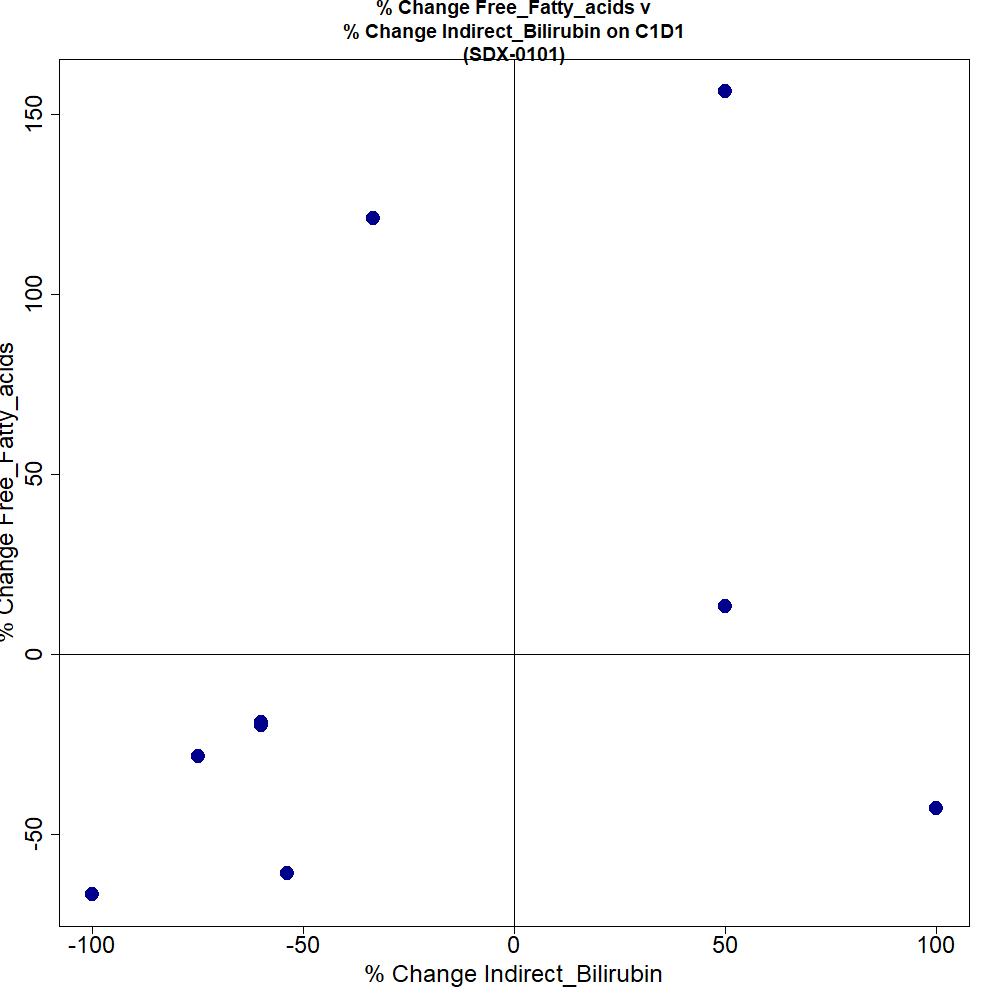 % Change Free_Fatty_acids v
% Change Indirect_Bilirubin on C1D1
(SDX-0101)
% Change Free_Fatty_acids
150
100
50
0
-50
-100
-50
0
50
100
% Change Indirect_Bilirubin